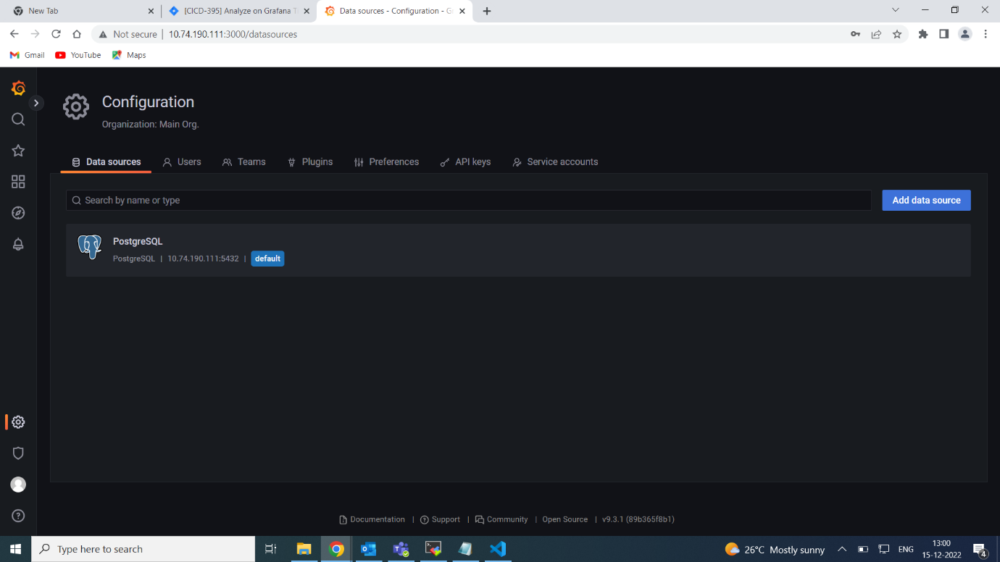 New Tab
[CICD-395] Analyze on Grafana T
Data sources - Configuration - G
Not secure | 10.74.190.111:3000/datasources
Gmail
YouTube
Maps
Configuration
Organization: Main Org.
Data sources
Users
Teams
Plugins
Preferences
API keys
Service accounts
Search by name or type
Add data source
PostgreSQL
PostgreSQL | 10.74.190.111:5432 | default
Documentation | Support | Community | Open Source | v9.3.1 (89b365f8b1)
Type here to search
26°C Mostly sunny
ENG
13:00
15-12-2022
4